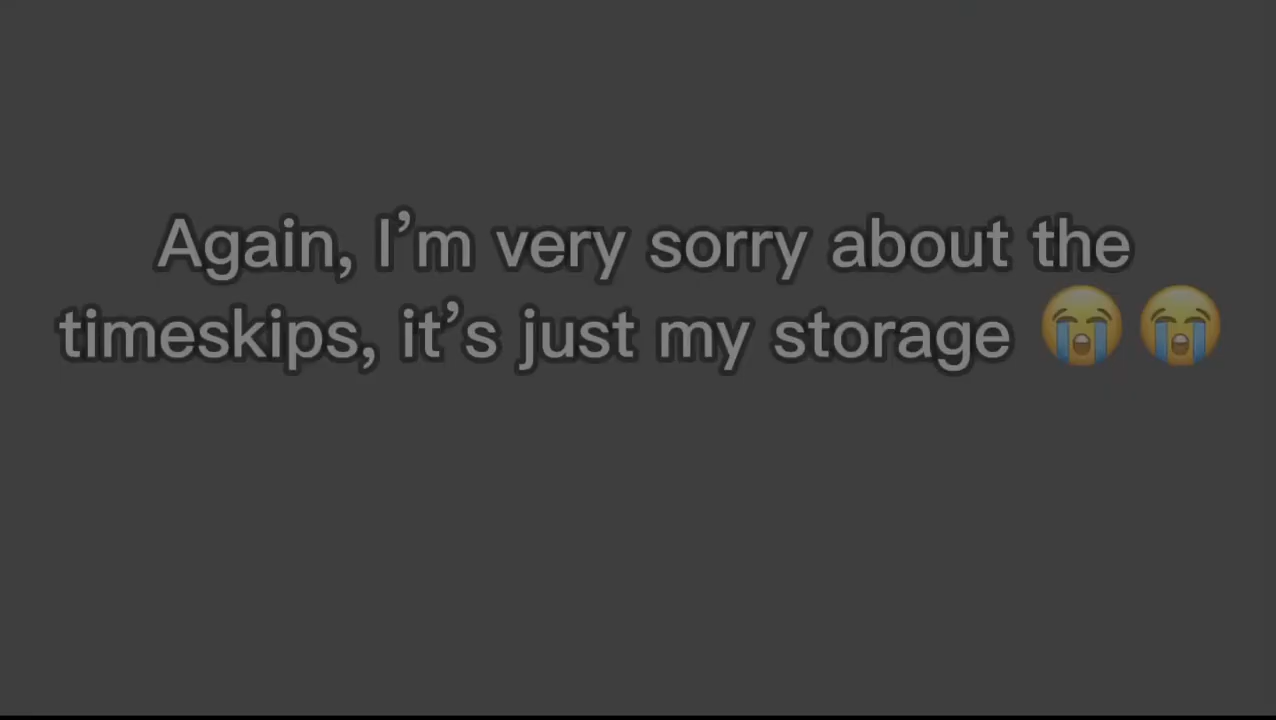 Again, I’m very sorry about the
timeskips, it’s just my storage 😭😭